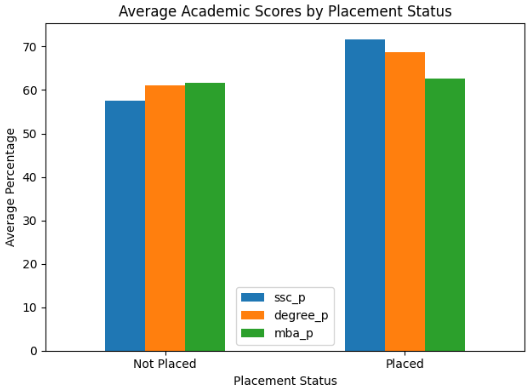 Average Academic Scores by Placement Status
Average Percentage
70
60
50
40
30
20
10
0
ssc_p
degree_p
mba_p
Not Placed
Placed
Placement Status